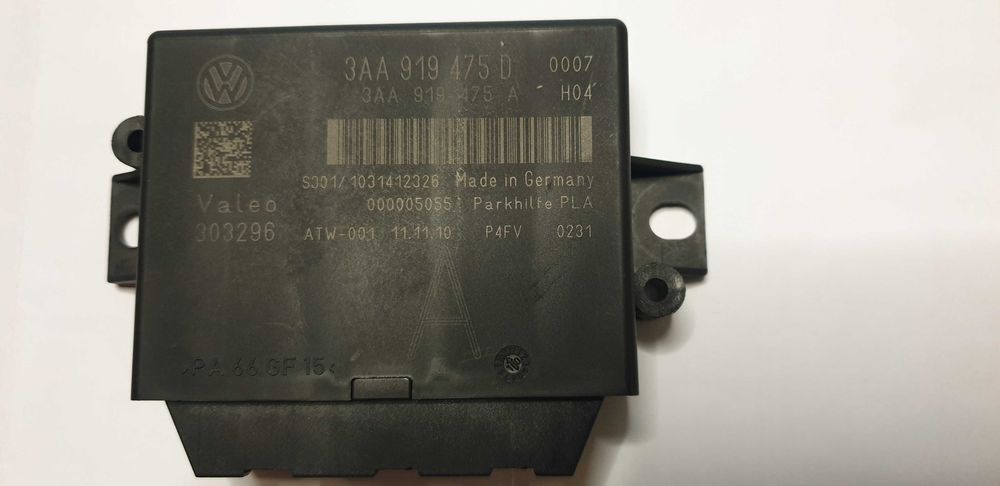 3AA 919 475 D 0007
3AA 919 475 A H04
S301/1031412326 Made in Germany
Valeo 000005055 Parkhilfe PLA
303296 ATW-001 11.11.10 P4FV 0231
A
>PA 66 GF 15<